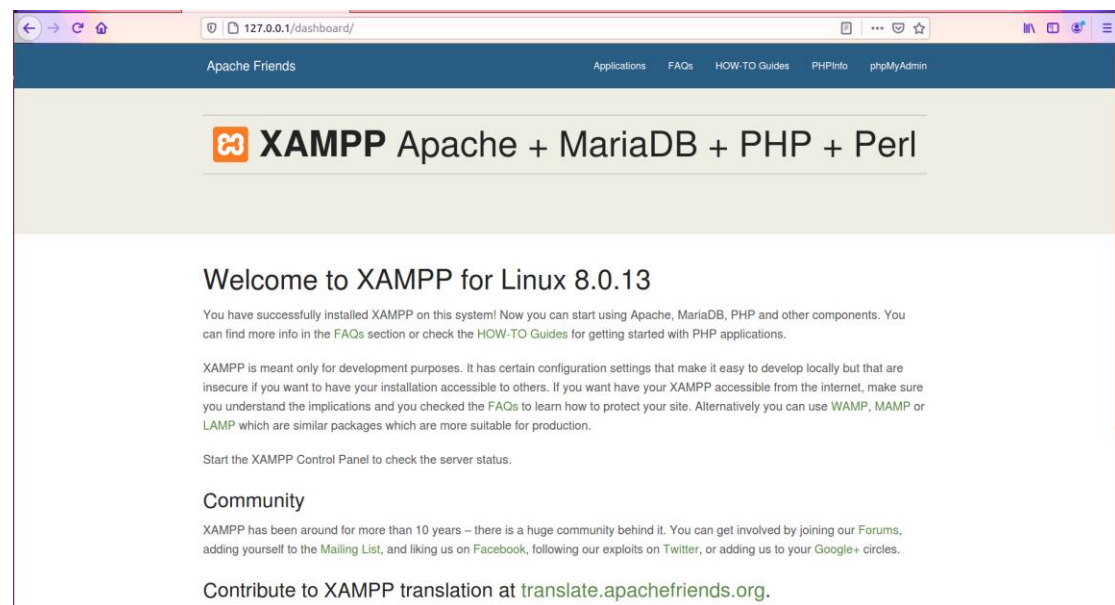 127.0.0.1/dashboard/
Apache Friends
Applications FAQs HOW-TO Guides PHPInfo phpMyAdmin
XAMPP Apache + MariaDB + PHP + Perl
Welcome to XAMPP for Linux 8.0.13
You have successfully installed XAMPP on this system! Now you can start using Apache, MariaDB, PHP and other components. You
can find more info in the FAQs section or check the HOW-TO Guides for getting started with PHP applications.
XAMPP is meant only for development purposes. It has certain configuration settings that make it easy to develop locally but that are
insecure if you want to have your installation accessible to others. If you want have your XAMPP accessible from the internet, make sure
you understand the implications and you checked the FAQs to learn how to protect your site. Alternatively you can use WAMP, MAMP or
LAMP which are similar packages which are more suitable for production.
Start the XAMPP Control Panel to check the server status.
Community
XAMPP has been around for more than 10 years – there is a huge community behind it. You can get involved by joining our Forums,
adding yourself to the Mailing List, and liking us on Facebook, following our exploits on Twitter, or adding us to your Google+ circles.
Contribute to XAMPP translation at translate.apachefriends.org.